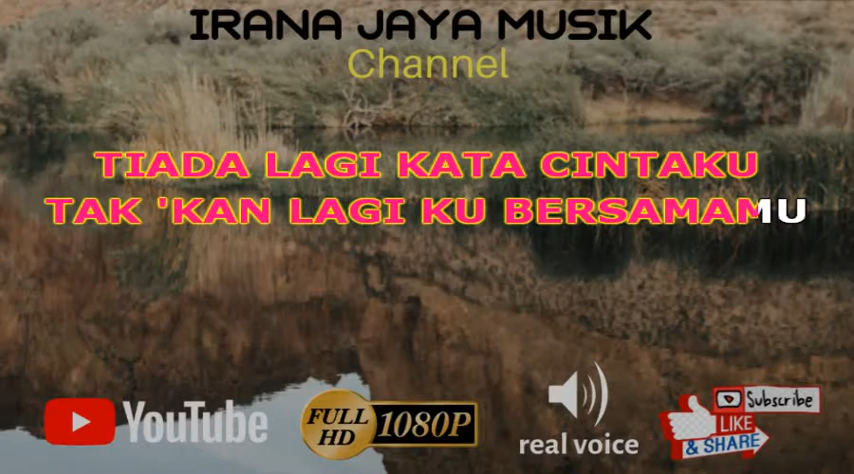 IRANA JAYA MUSIK
Channel
TIADA LAGI KATA CINTAKU
TAK 'KAN LAGI KU BERSAMAMU
YouTube
FULL HD 1080P
real voice
Subscribe
LIKE
& SHARE